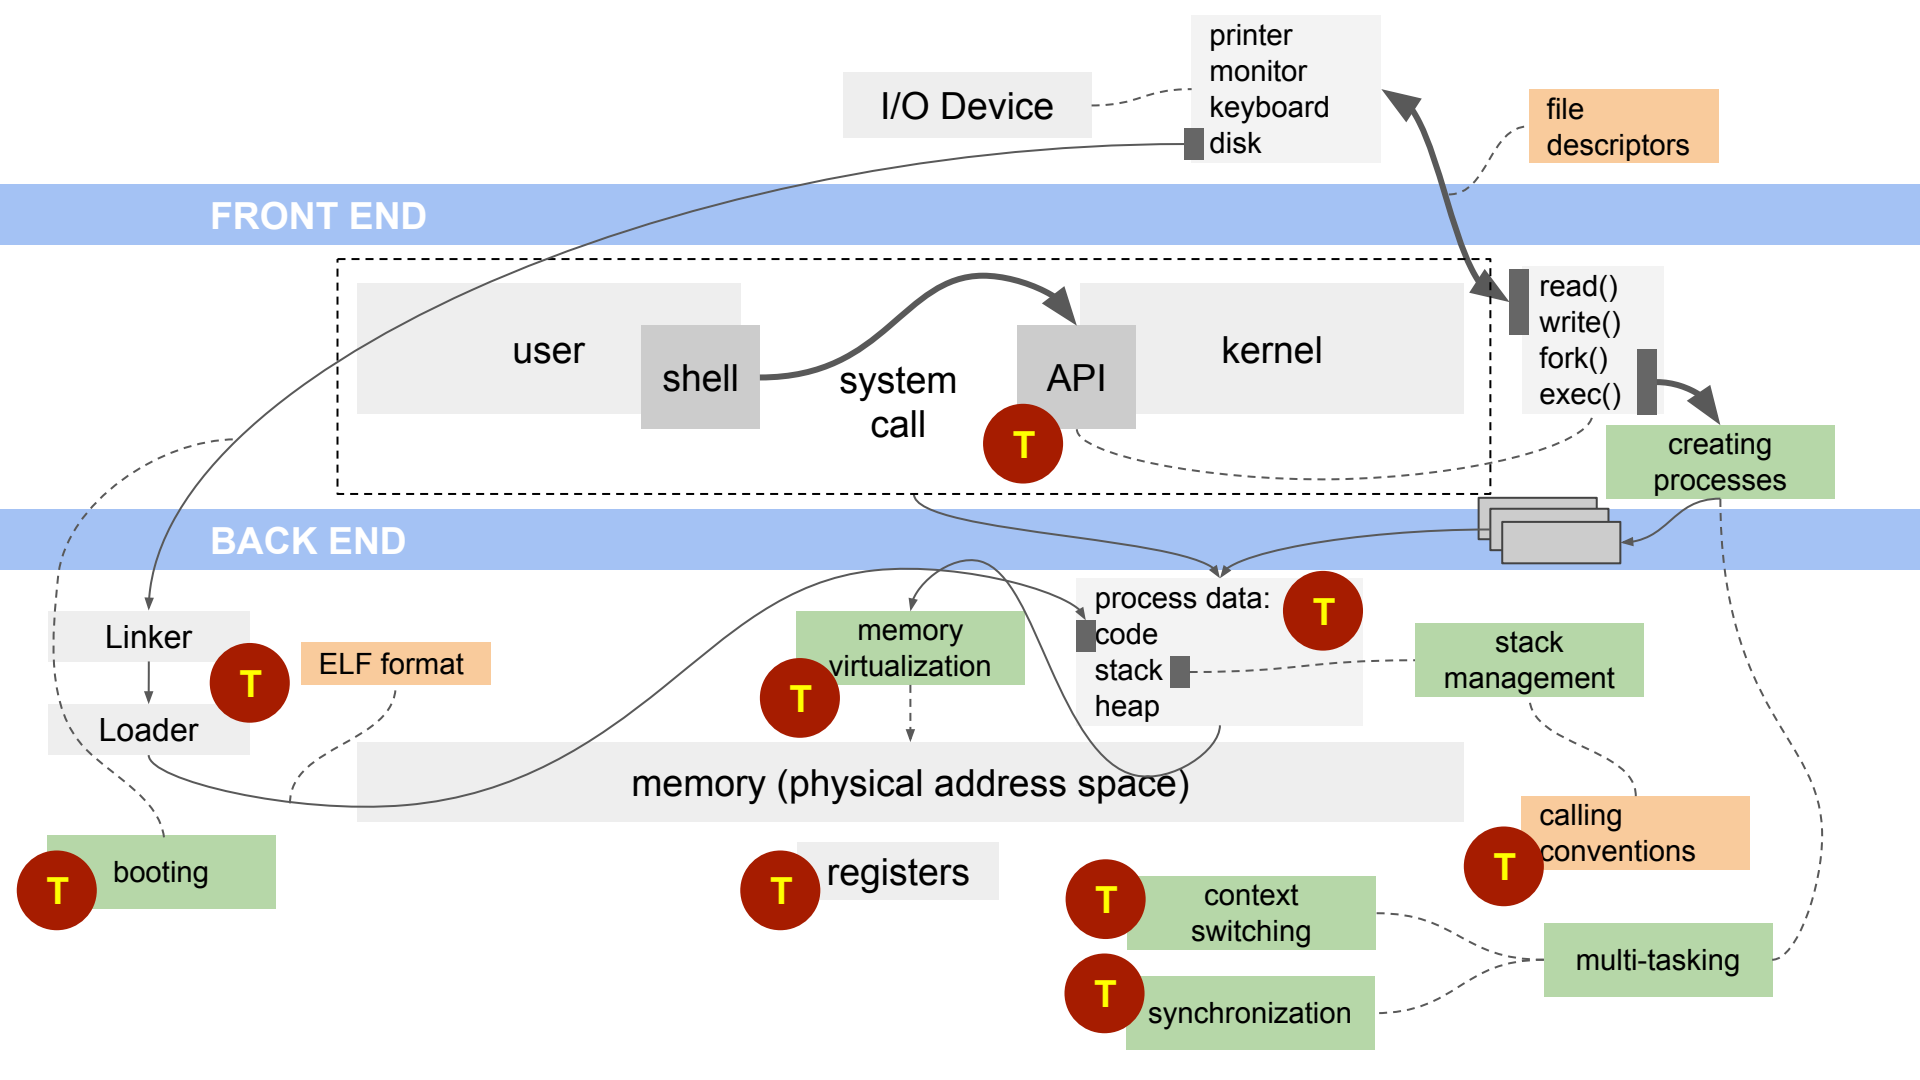 printer
monitor
keyboard
disk
I/O Device
file
descriptors
FRONT END
user
shell
system
call
API
T
kernel
read()
write()
fork()
exec()
creating
processes
BACK END
Linker
T
Loader
ELF format
memory
virtualization
T
process data:
code
stack
heap
T
stack
management
memory (physical address space)
calling
conventions
T
booting
T
registers
T
context
switching
T
multi-tasking
synchronization
T